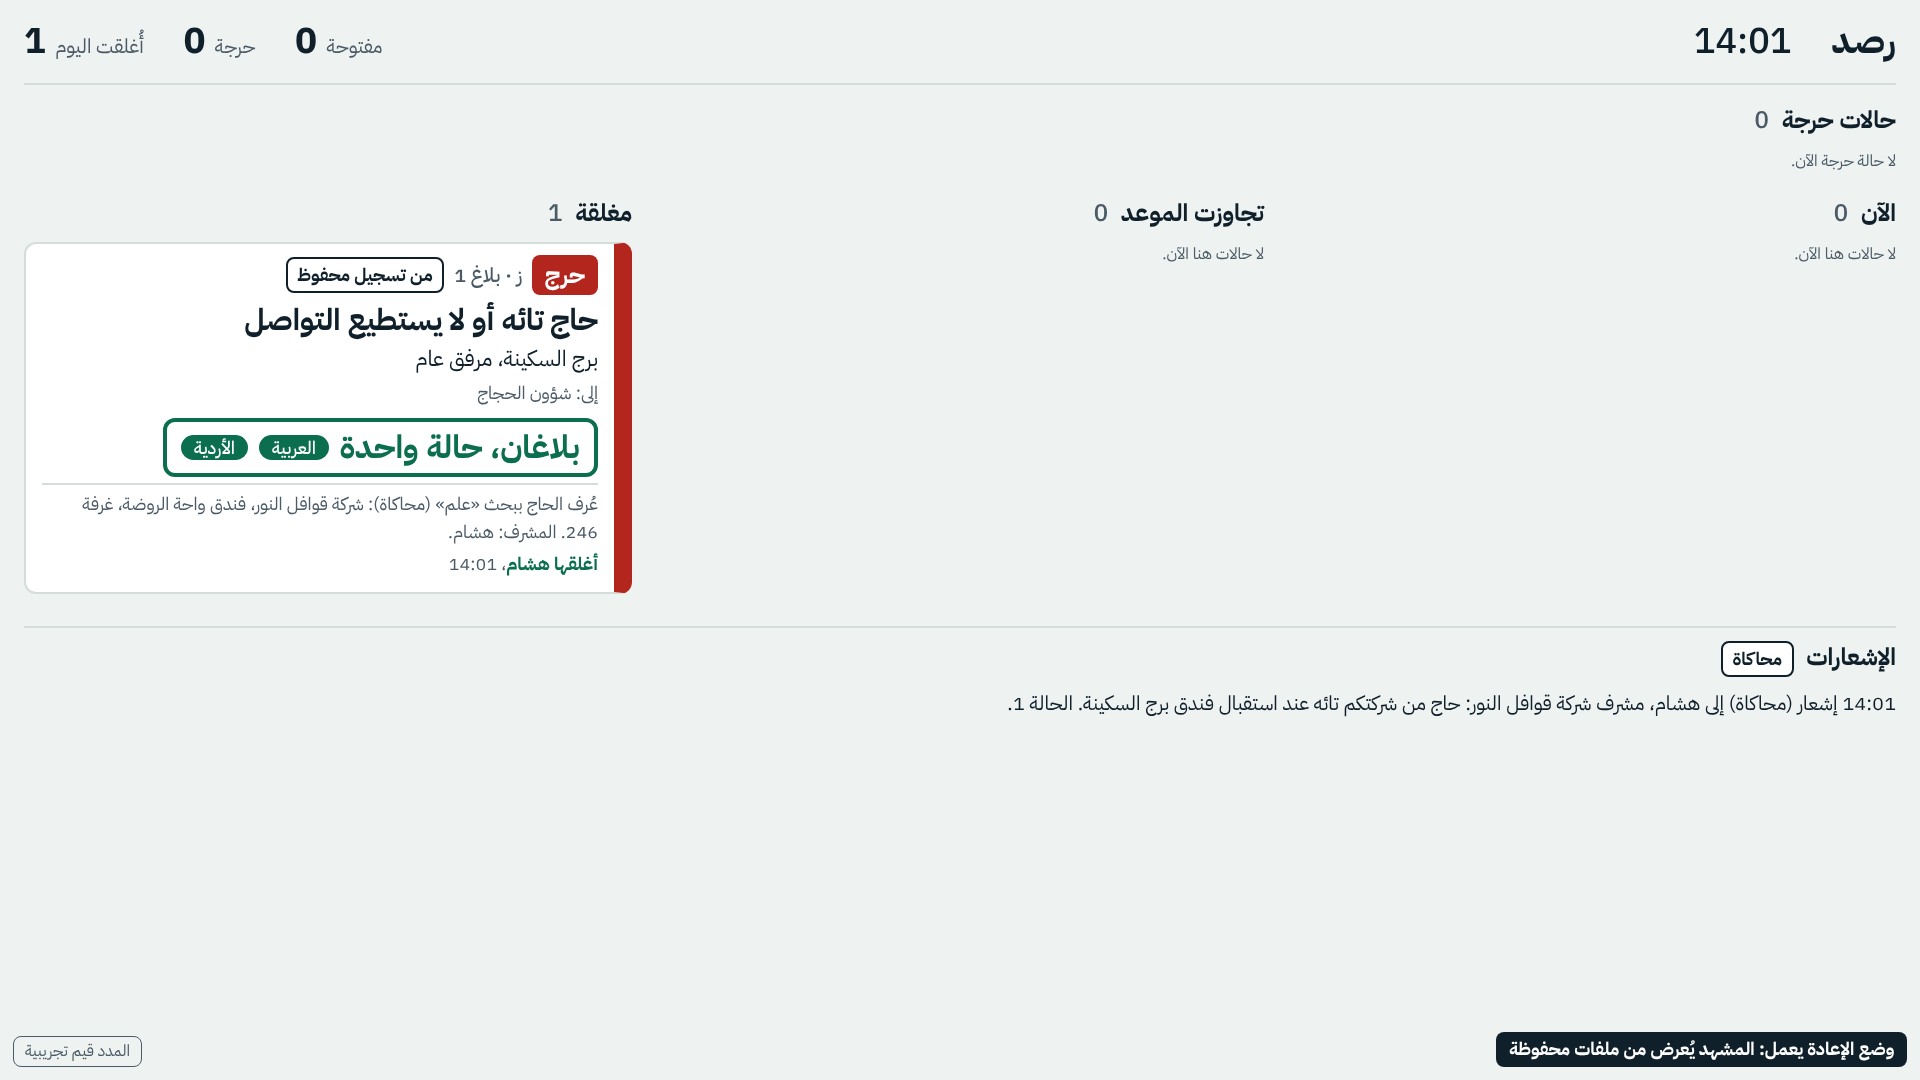 رصد 14:01
مفتوحة 0 حرجة 0 أُغلقت اليوم 1
حالات حرجة 0
لا حالة حرجة الآن.
الآن 0
لا حالات هنا الآن.
تجاوزت الموعد 0
لا حالات هنا الآن.
مغلقة 1
حرج ز · بلاغ 1 من تسجيل محفوظ
حاج تائه أو لا يستطيع التواصل
برج السكينة، مرفق عام
إلى: شؤون الحجاج
بلاغان، حالة واحدة العربية الأردية
عُرف الحاج ببحث «علم» (محاكاة): شركة قوافل النور، فندق واحة الروضة، غرفة
246. المشرف: هشام.
أغلقها هشام، 14:01
الإشعارات محاكاة
14:01 إشعار (محاكاة) إلى هشام، مشرف شركة قوافل النور: حاج من شركتكم تائه عند استقبال فندق برج السكينة. الحالة 1.
وضع الإعادة يعمل: المشهد يُعرض من ملفات محفوظة
المدد قيم تجريبية